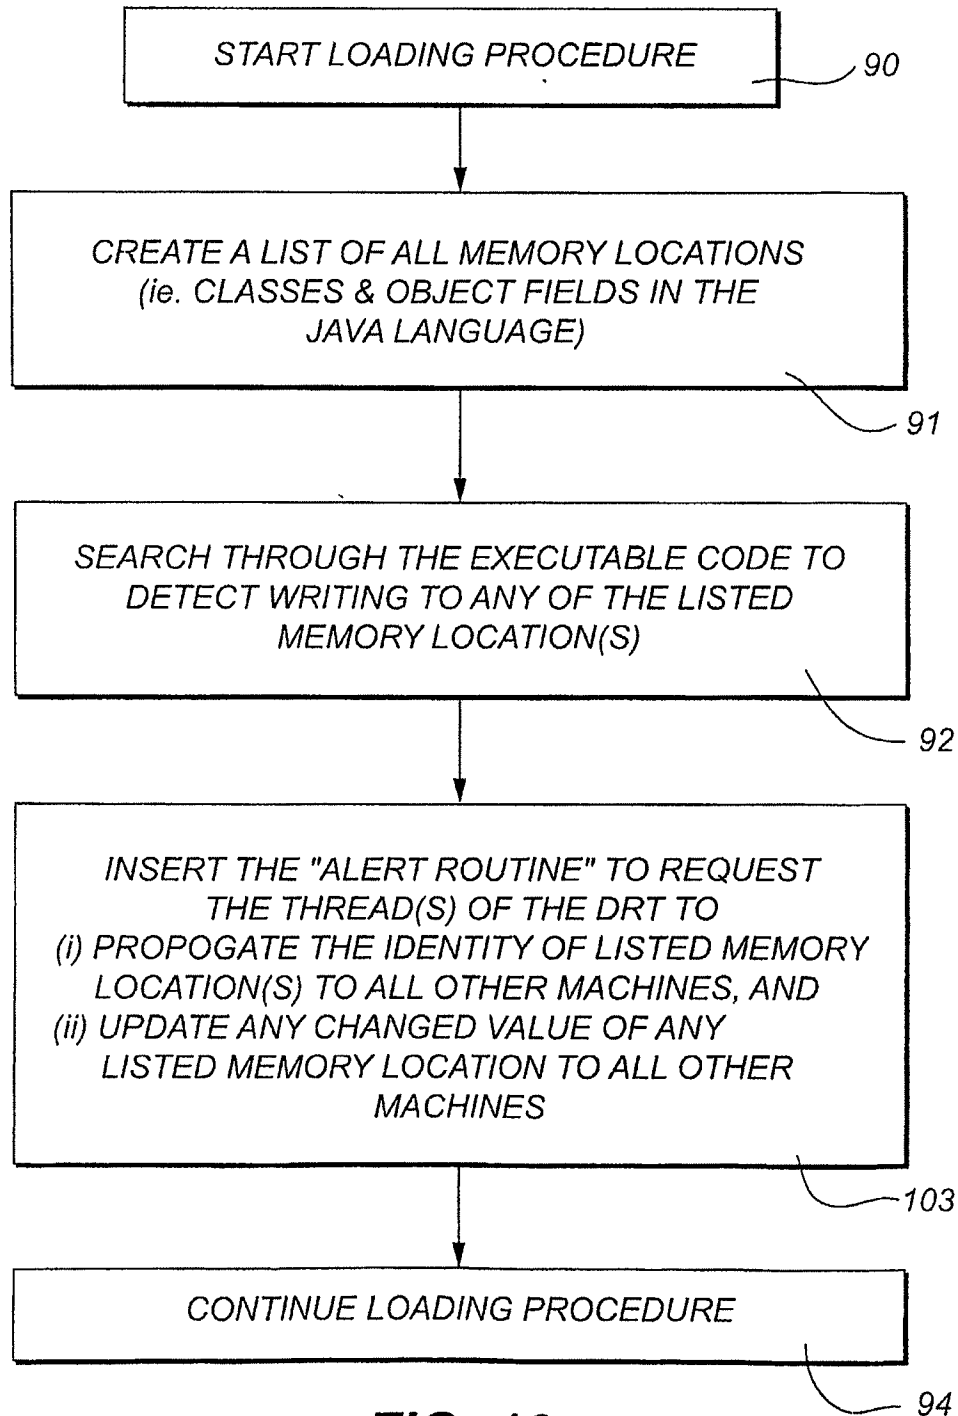 START LOADING PROCEDURE
90
CREATE A LIST OF ALL MEMORY LOCATIONS
(ie. CLASSES & OBJECT FIELDS IN THE
JAVA LANGUAGE)
91
SEARCH THROUGH THE EXECUTABLE CODE TO
DETECT WRITING TO ANY OF THE LISTED
MEMORY LOCATION(S)
92
INSERT THE "ALERT ROUTINE" TO REQUEST
THE THREAD(S) OF THE DRT TO
(i) PROPOGATE THE IDENTITY OF LISTED MEMORY
LOCATION(S) TO ALL OTHER MACHINES, AND
(ii) UPDATE ANY CHANGED VALUE OF ANY
LISTED MEMORY LOCATION TO ALL OTHER
MACHINES
103
CONTINUE LOADING PROCEDURE
94